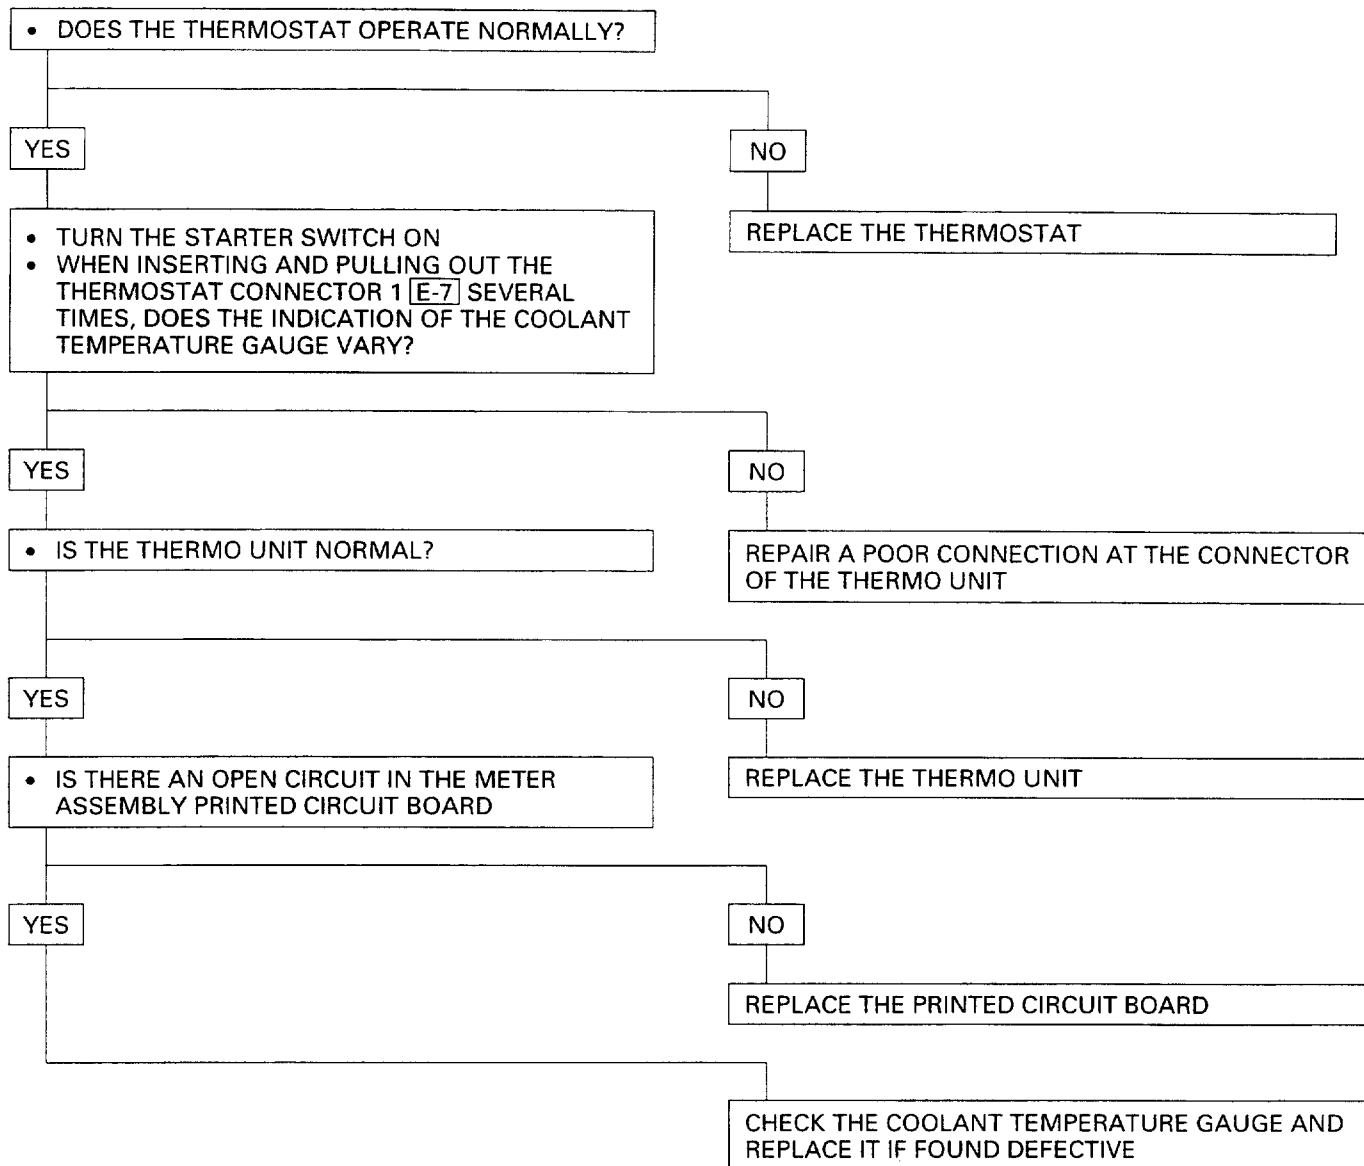 • DOES THE THERMOSTAT OPERATE NORMALLY?
YES
NO
• TURN THE STARTER SWITCH ON
• WHEN INSERTING AND PULLING OUT THE
THERMOSTAT CONNECTOR 1 E-7 SEVERAL
TIMES, DOES THE INDICATION OF THE COOLANT
TEMPERATURE GAUGE VARY?
REPLACE THE THERMOSTAT
YES
NO
• IS THE THERMO UNIT NORMAL?
REPAIR A POOR CONNECTION AT THE CONNECTOR
OF THE THERMO UNIT
YES
NO
• IS THERE AN OPEN CIRCUIT IN THE METER
ASSEMBLY PRINTED CIRCUIT BOARD
REPLACE THE THERMO UNIT
YES
NO
REPLACE THE PRINTED CIRCUIT BOARD
CHECK THE COOLANT TEMPERATURE GAUGE AND
REPLACE IT IF FOUND DEFECTIVE